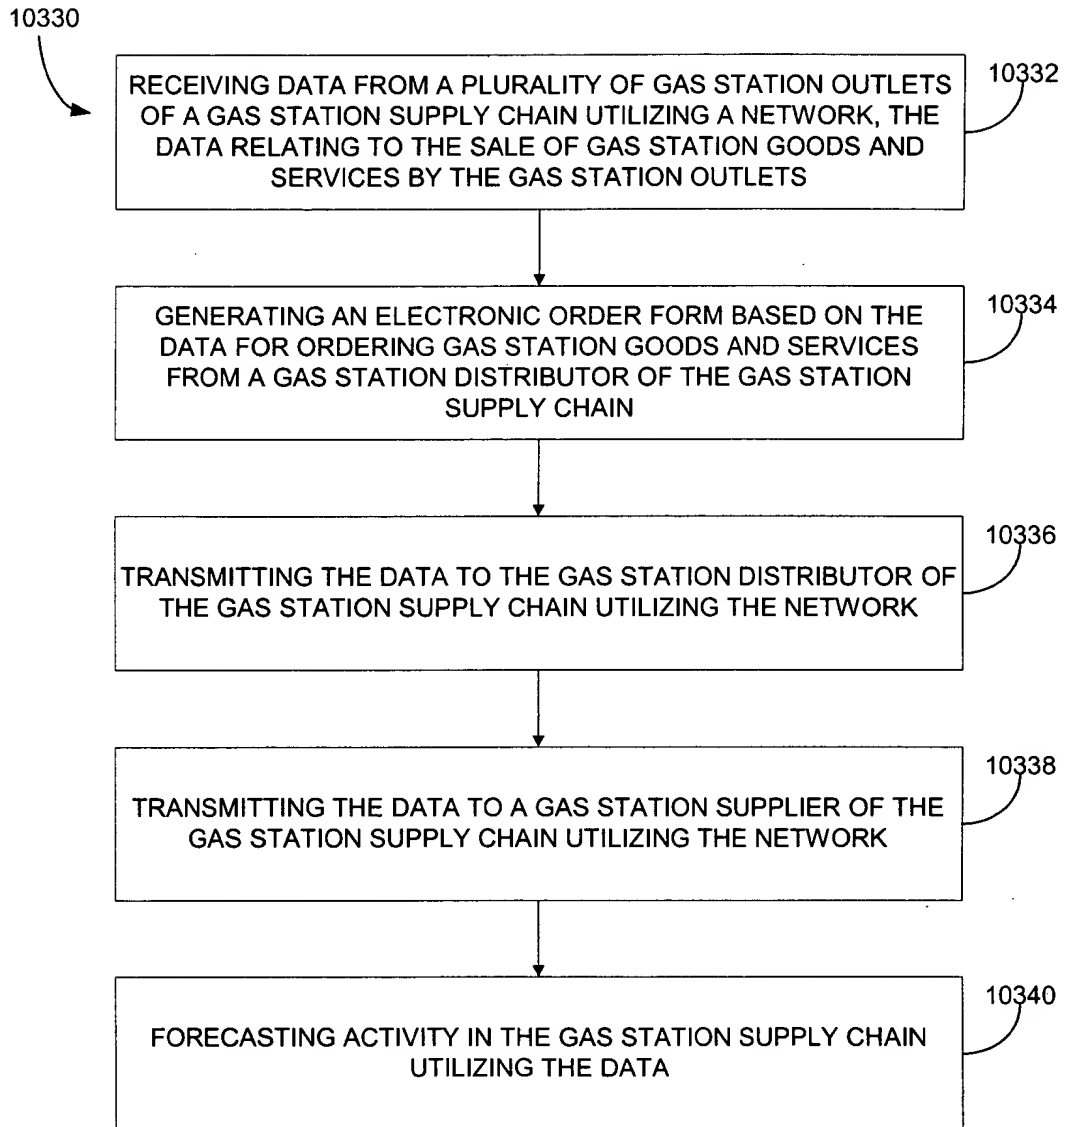 10330
RECEIVING DATA FROM A PLURALITY OF GAS STATION OUTLETS
OF A GAS STATION SUPPLY CHAIN UTILIZING A NETWORK, THE
DATA RELATING TO THE SALE OF GAS STATION GOODS AND
SERVICES BY THE GAS STATION OUTLETS
10332
GENERATING AN ELECTRONIC ORDER FORM BASED ON THE
DATA FOR ORDERING GAS STATION GOODS AND SERVICES
FROM A GAS STATION DISTRIBUTOR OF THE GAS STATION
SUPPLY CHAIN
10334
TRANSMITTING THE DATA TO THE GAS STATION DISTRIBUTOR OF
THE GAS STATION SUPPLY CHAIN UTILIZING THE NETWORK
10336
TRANSMITTING THE DATA TO A GAS STATION SUPPLIER OF THE
GAS STATION SUPPLY CHAIN UTILIZING THE NETWORK
10338
FORECASTING ACTIVITY IN THE GAS STATION SUPPLY CHAIN
UTILIZING THE DATA
10340